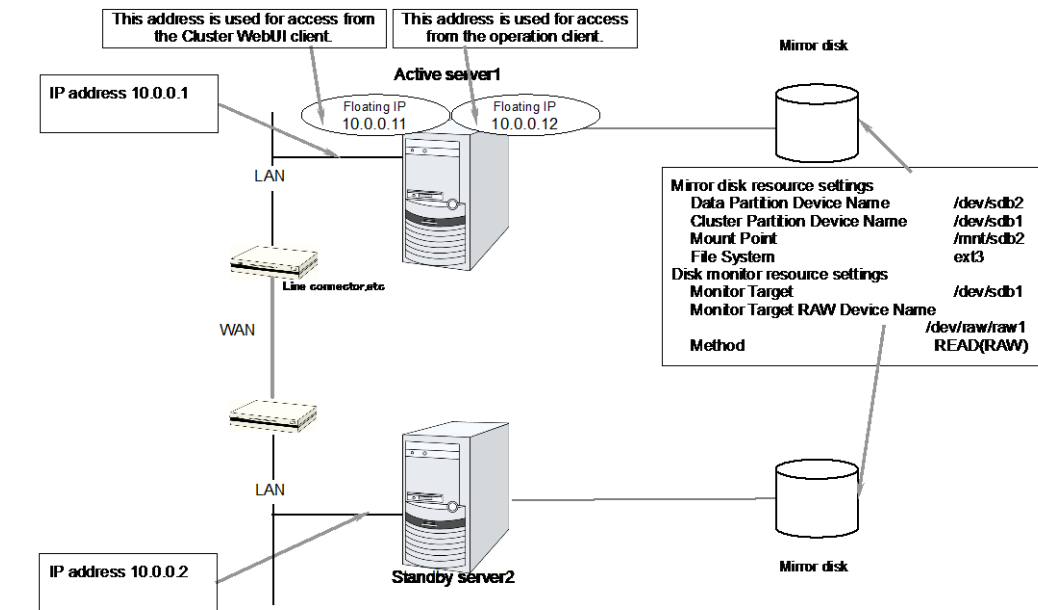 This address is used for access from
the Cluster WebUI client.
This address is used for access
from the operation client.
Mirror disk
Active server1
IP address 10.0.0.1
Floating IP
10.0.0.11
Floating IP
10.0.0.12
LAN
Mirror disk resource settings
Data Partition Device Name /dev/sdb2
Cluster Partition Device Name /dev/sdb1
Mount Point /mnt/sdb2
File System ext3
Disk monitor resource settings
Monitor Target /dev/sdb1
Monitor Target RAW Device Name
/dev/raw/raw1
Method READ(RAW)
Line connector,etc
WAN
LAN
IP address 10.0.0.2
Standby server2
Mirror disk